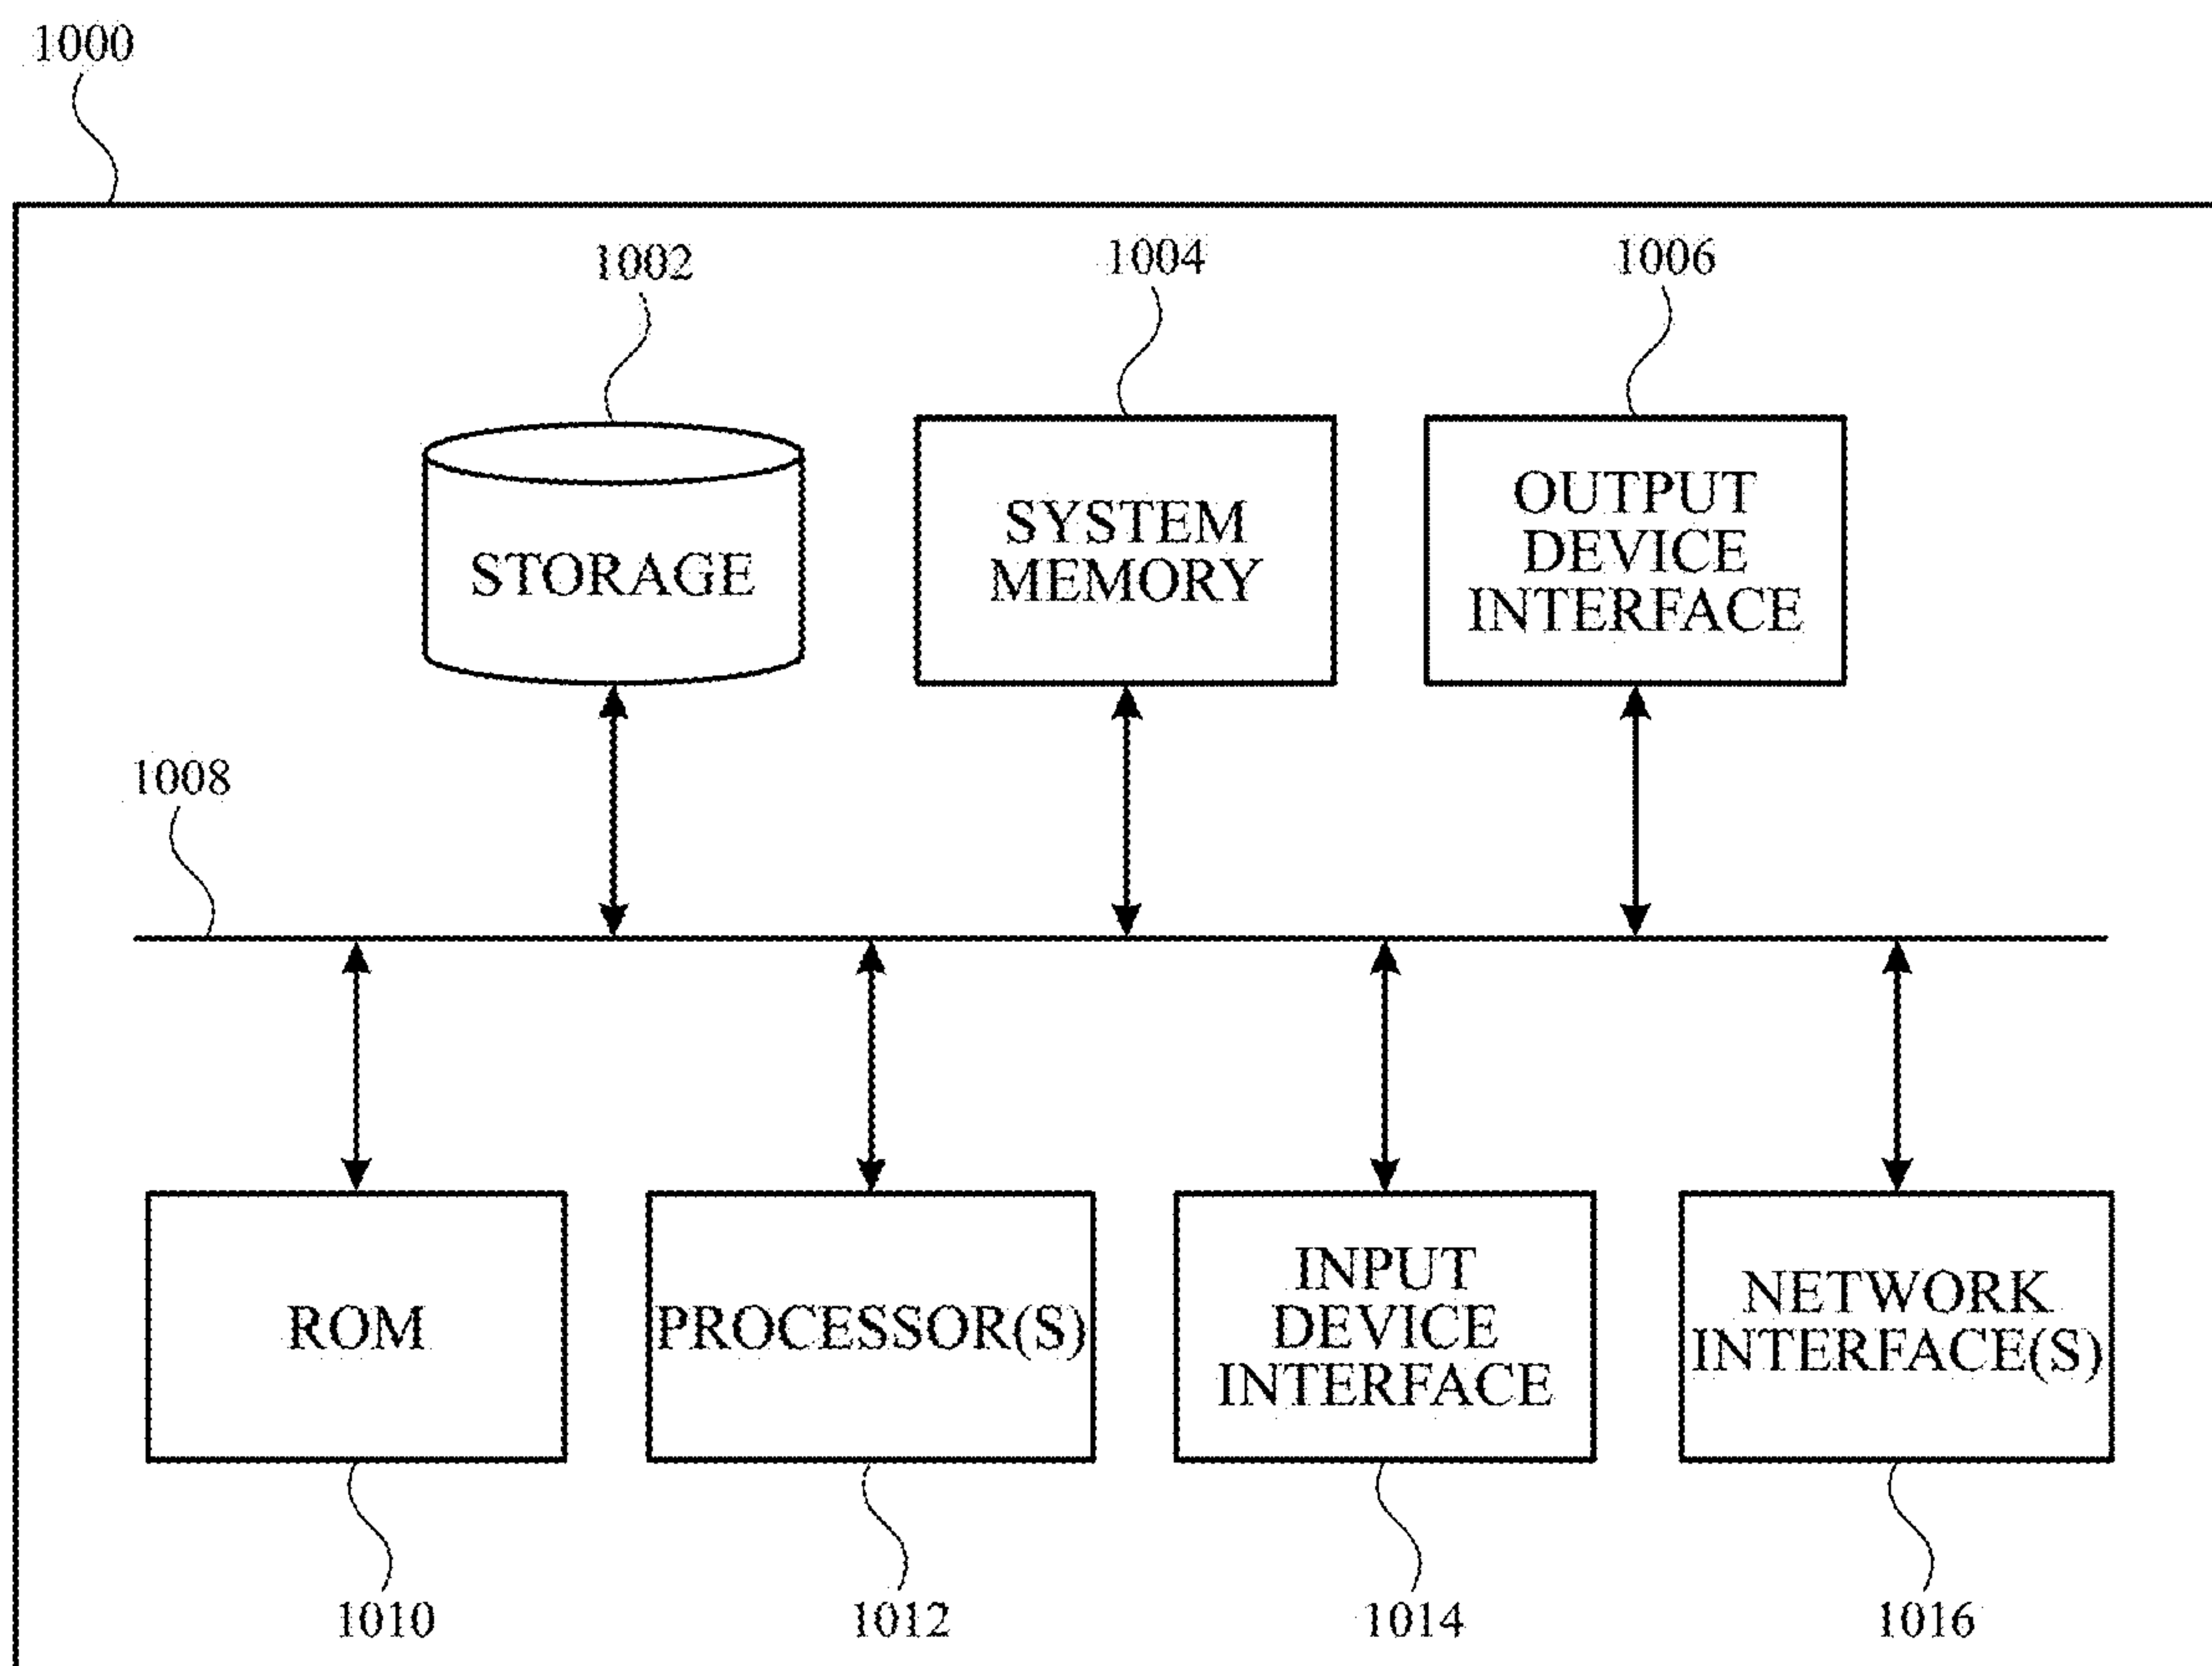 1000
1002
1004
1006
STORAGE
SYSTEM
MEMORY
OUTPUT
DEVICE
INTERFACE
1008
ROM
PROCESSOR(S)
INPUT
DEVICE
INTERFACE
NETWORK
INTERFACE(S)
1010
1012
1014
1016